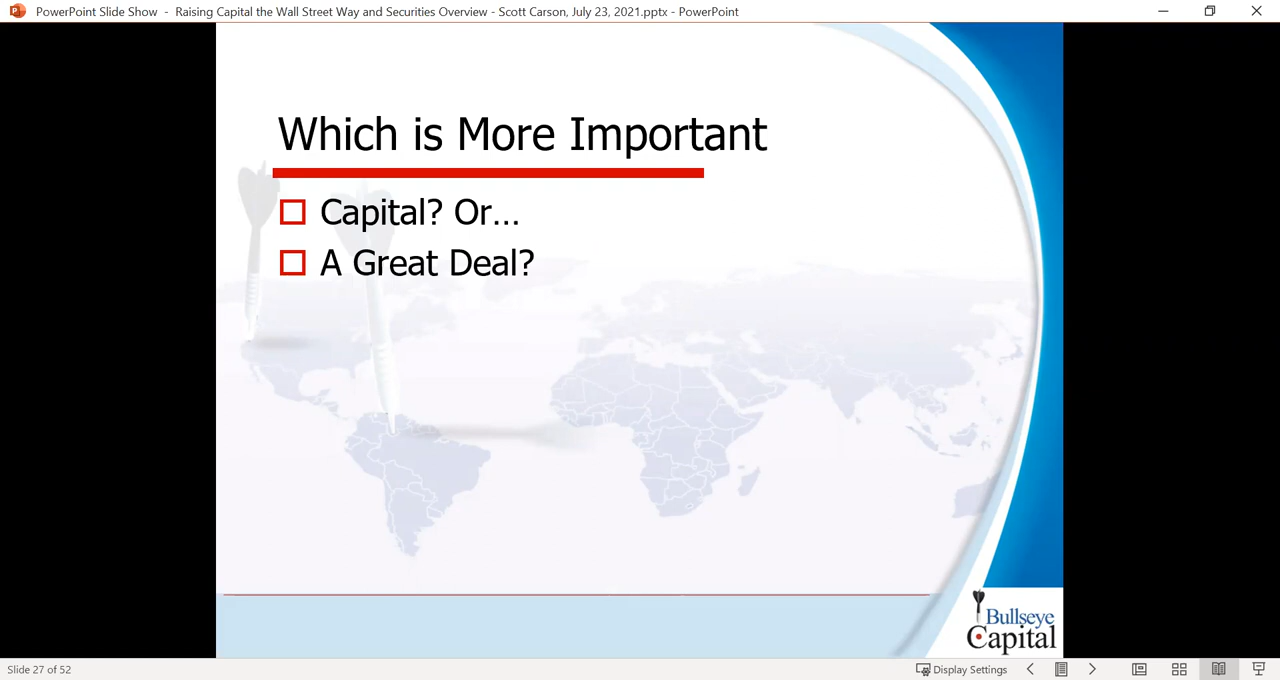 PowerPoint Slide Show - Raising Capital the Wall Street Way and Securities Overview - Scott Carson, July 23, 2021.pptx - PowerPoint
Which is More Important
Capital? Or...
A Great Deal?
Bullseye
Capital
Slide 27 of 52
Display Settings